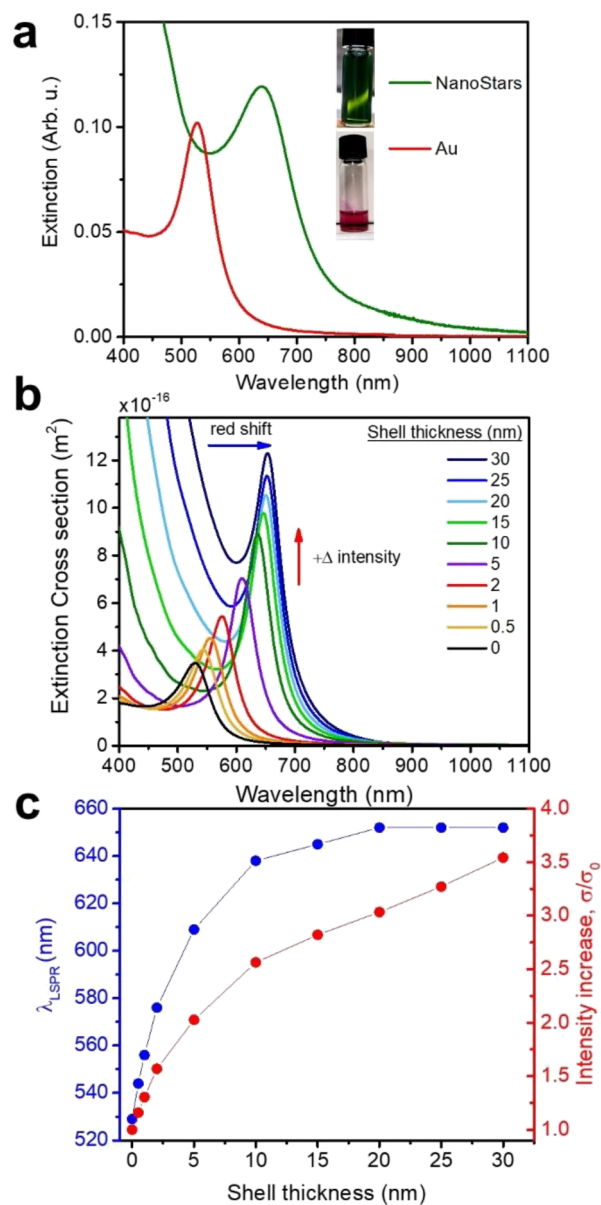 a
Extinction (Arb. u.)
0.15
0.10
0.05
0.00
NanoStars
Au
400 500 600 700 800 900 1000 1100
Wavelength (nm)
b
x10⁻¹⁶
Extinction Cross section (m²)
12
10
8
6
4
2
0
red shift
+Δ intensity
Shell thickness (nm)
30
25
20
15
10
5
2
1
0.5
0
400 500 600 700 800 900 1000 1100
Wavelength (nm)
c
λLSPR (nm)
660
640
620
600
580
560
540
520
4.0
3.5
3.0
2.5
2.0
1.5
1.0
Intensity increase, σ/σ₀
0 5 10 15 20 25 30
Shell thickness (nm)